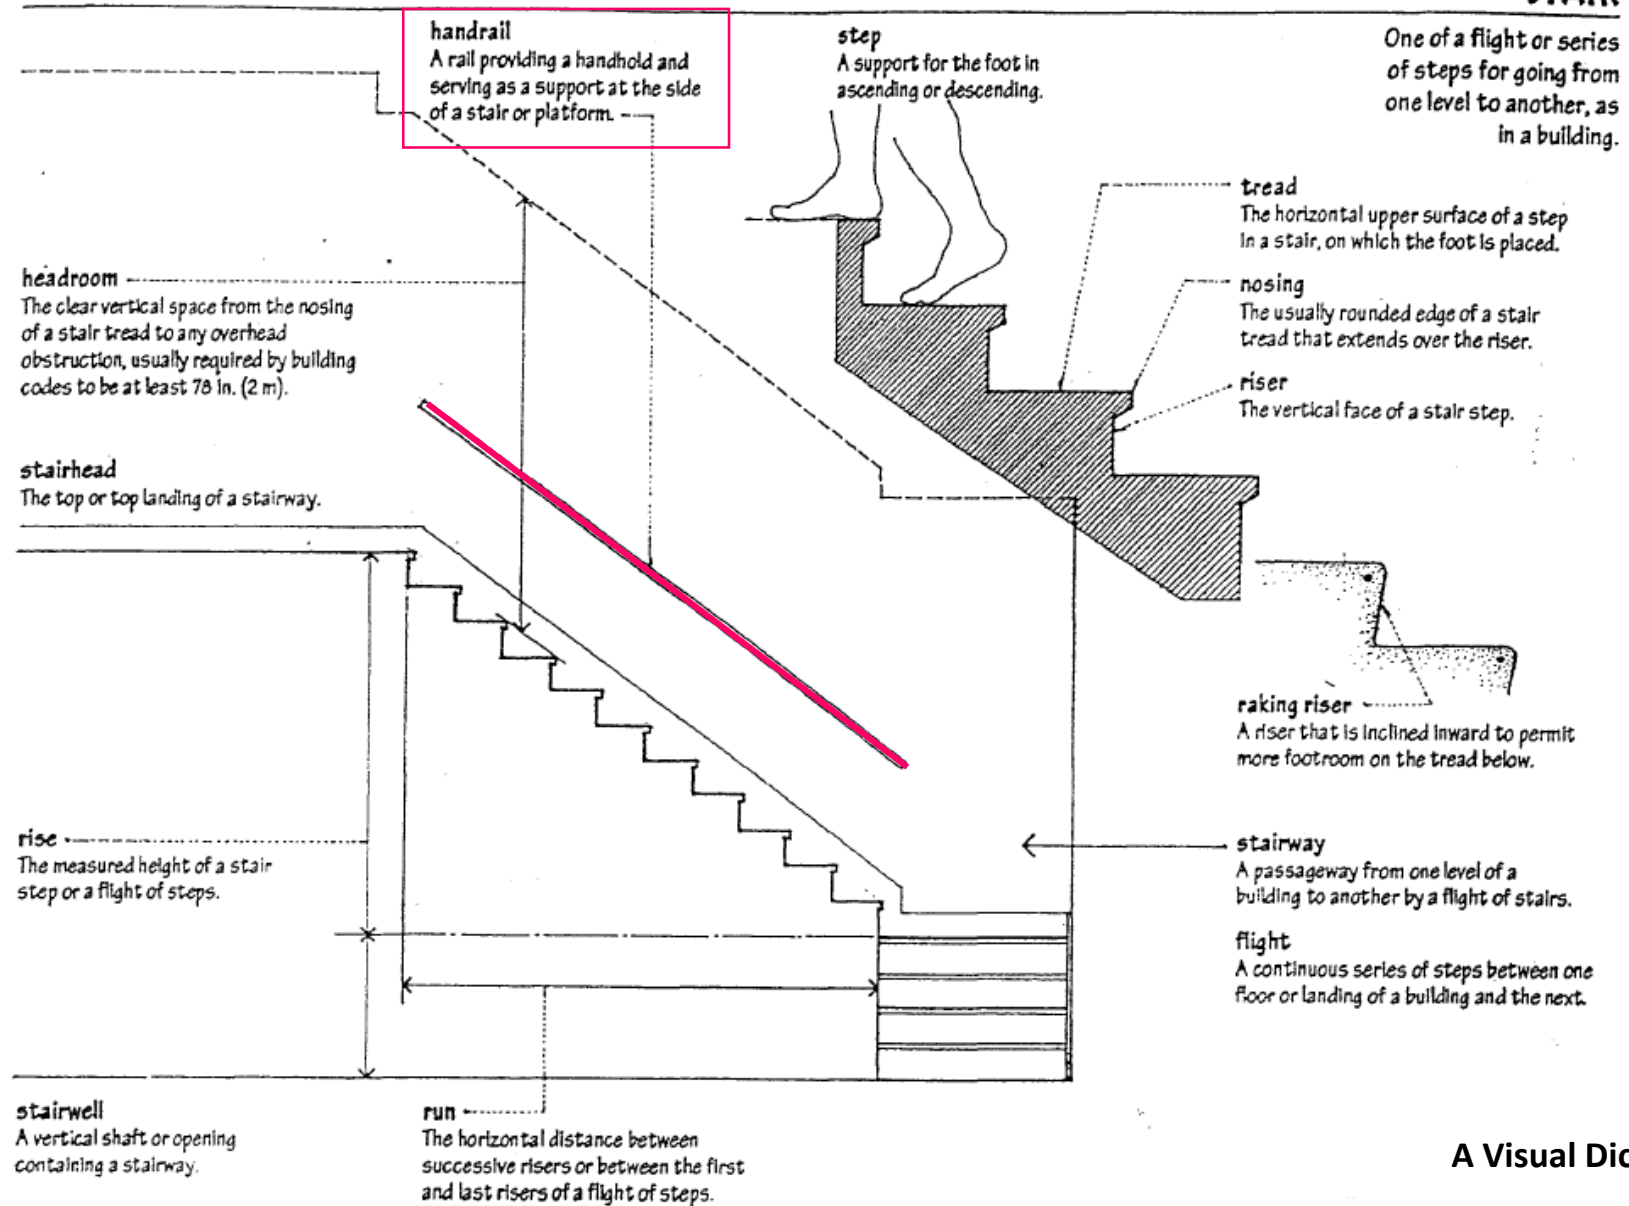 handrail
A rail providing a handhold and
serving as a support at the side
of a stair or platform.
step
A support for the foot in
ascending or descending.
One of a flight or series
of steps for going from
one level to another, as
in a building.
tread
The horizontal upper surface of a step
in a stair, on which the foot is placed.
nosing
The usually rounded edge of a stair
tread that extends over the riser.
riser
The vertical face of a stair step.
headroom
The clear vertical space from the nosing
of a stair tread to any overhead
obstruction, usually required by building
codes to be at least 78 in. (2 m).
stairhead
The top or top landing of a stairway.
raking riser
A riser that is inclined inward to permit
more footroom on the tread below.
rise
The measured height of a stair
step or a flight of steps.
stairway
A passageway from one level of a
building to another by a flight of stairs.
flight
A continuous series of steps between one
floor or landing of a building and the next.
stairwell
A vertical shaft or opening
containing a stairway.
run
The horizontal distance between
successive risers or between the first
and last risers of a flight of steps.
A Visual Dic